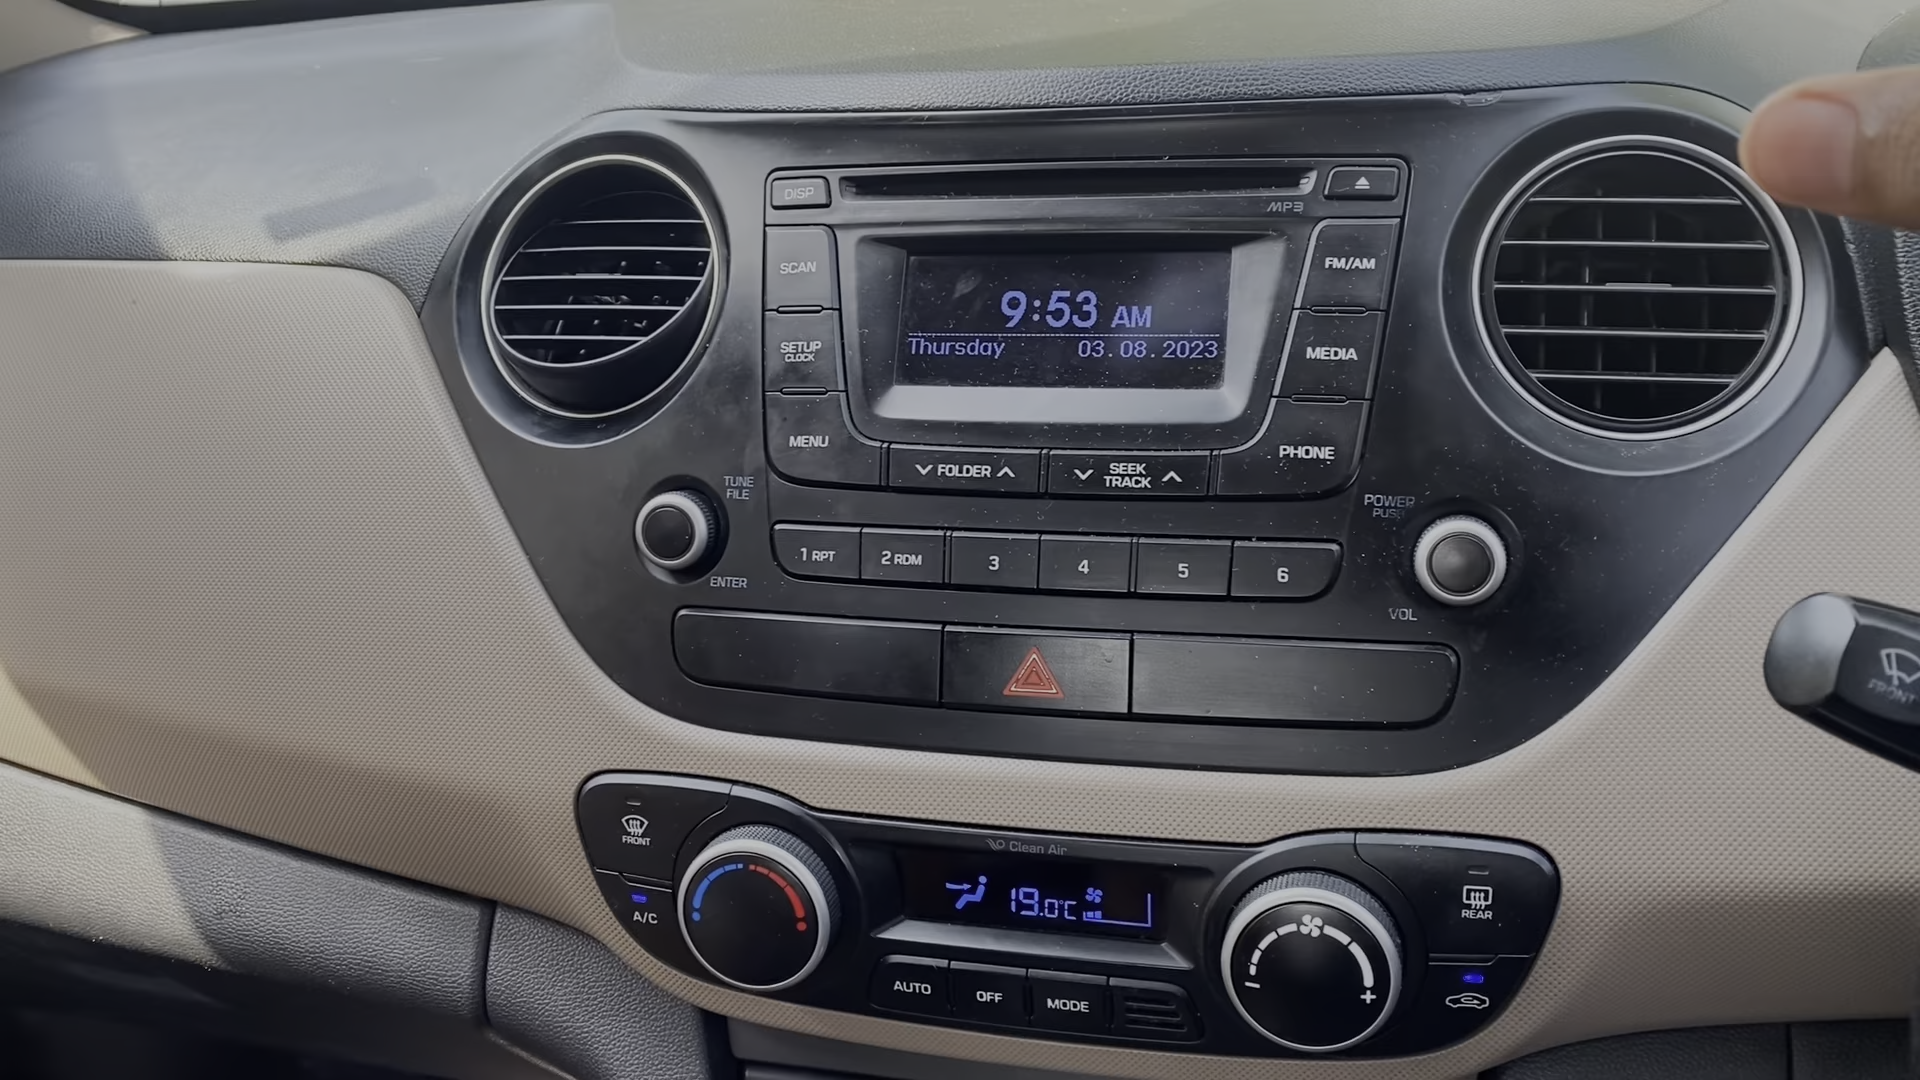 DISP
MP3
SCAN
FM/AM
9:53 AM
Thursday 03.08.2023
SETUP
CLOCK
MEDIA
MENU
PHONE
FOLDER
SEEK
TRACK
TUNE
FILE
POWER
PUSH
1 RPT
2 RDM
3
4
5
6
ENTER
VOL
FRONT
FRONT
Clean Air
A/C
19.0°C
REAR
AUTO
OFF
MODE